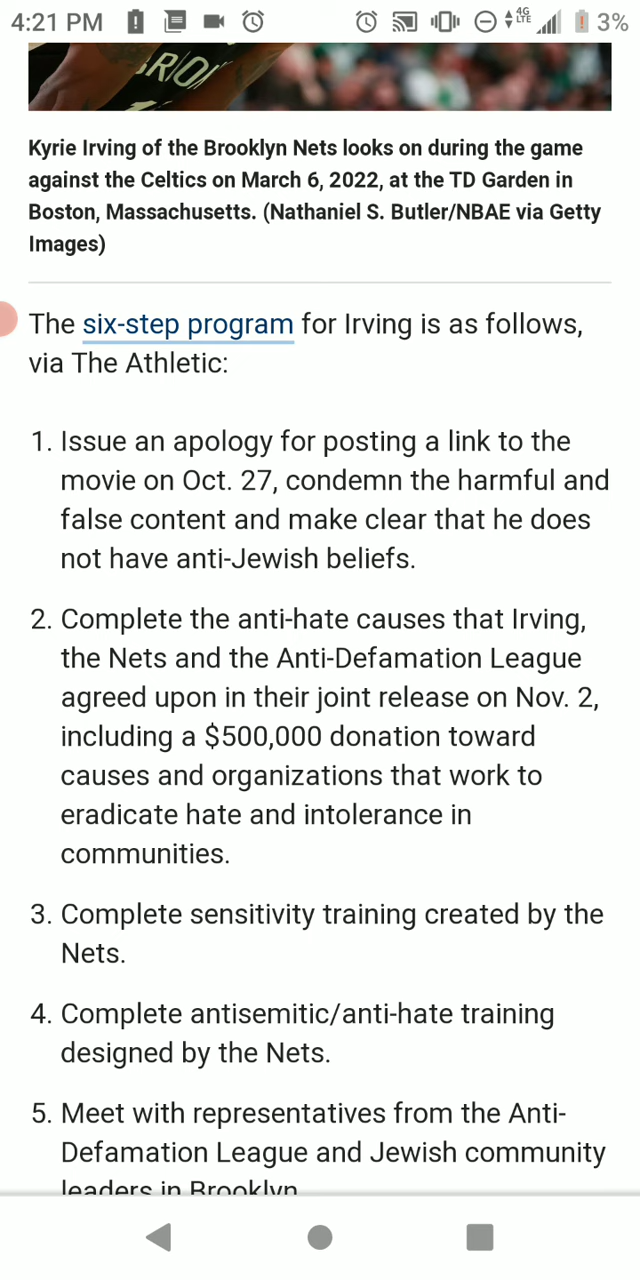 4:21 PM
4G
LTE
3%
Kyrie Irving of the Brooklyn Nets looks on during the game
against the Celtics on March 6, 2022, at the TD Garden in
Boston, Massachusetts. (Nathaniel S. Butler/NBAE via Getty
Images)
The six-step program for Irving is as follows,
via The Athletic:
1. Issue an apology for posting a link to the
movie on Oct. 27, condemn the harmful and
false content and make clear that he does
not have anti-Jewish beliefs.
2. Complete the anti-hate causes that Irving,
the Nets and the Anti-Defamation League
agreed upon in their joint release on Nov. 2,
including a $500,000 donation toward
causes and organizations that work to
eradicate hate and intolerance in
communities.
3. Complete sensitivity training created by the
Nets.
4. Complete antisemitic/anti-hate training
designed by the Nets.
5. Meet with representatives from the Anti-
Defamation League and Jewish community
leaders in Brooklyn